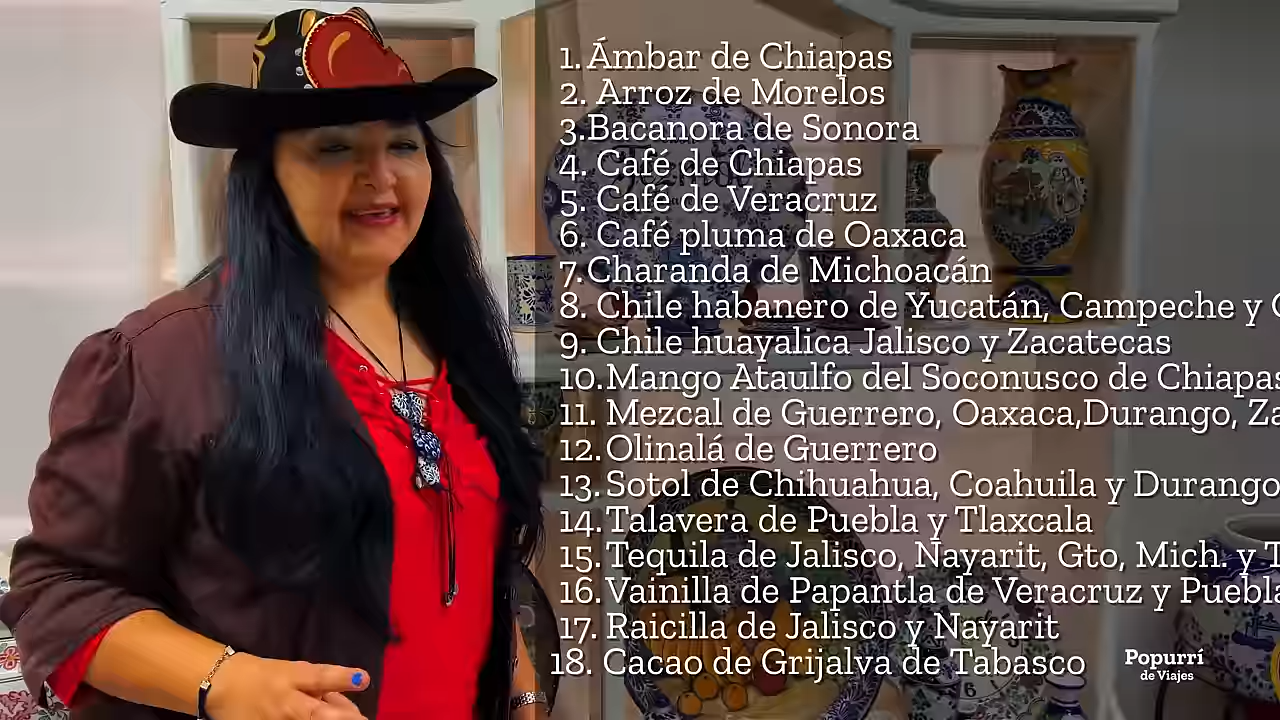 1. Ámbar de Chiapas
2. Arroz de Morelos
3.Bacanora de Sonora
4. Café de Chiapas
5. Café de Veracruz
6. Café pluma de Oaxaca
7.Charanda de Michoacán
8. Chile habanero de Yucatán, Campeche y
9. Chile huayalica Jalisco y Zacatecas
10.Mango Ataulfo del Soconusco de Chiapas
11. Mezcal de Guerrero, Oaxaca,Durango,
12.Olinalá de Guerrero
13.Sotol de Chihuahua, Coahuila y Durango
14.Talavera de Puebla y Tlaxcala
15.Tequila de Jalisco, Nayarit, Gto, Mich. y
16.Vainilla de Papantla de Veracruz y Puebla
17. Raicilla de Jalisco y Nayarit
18. Cacao de Grijalva de Tabasco
Popurrí
de Viajes